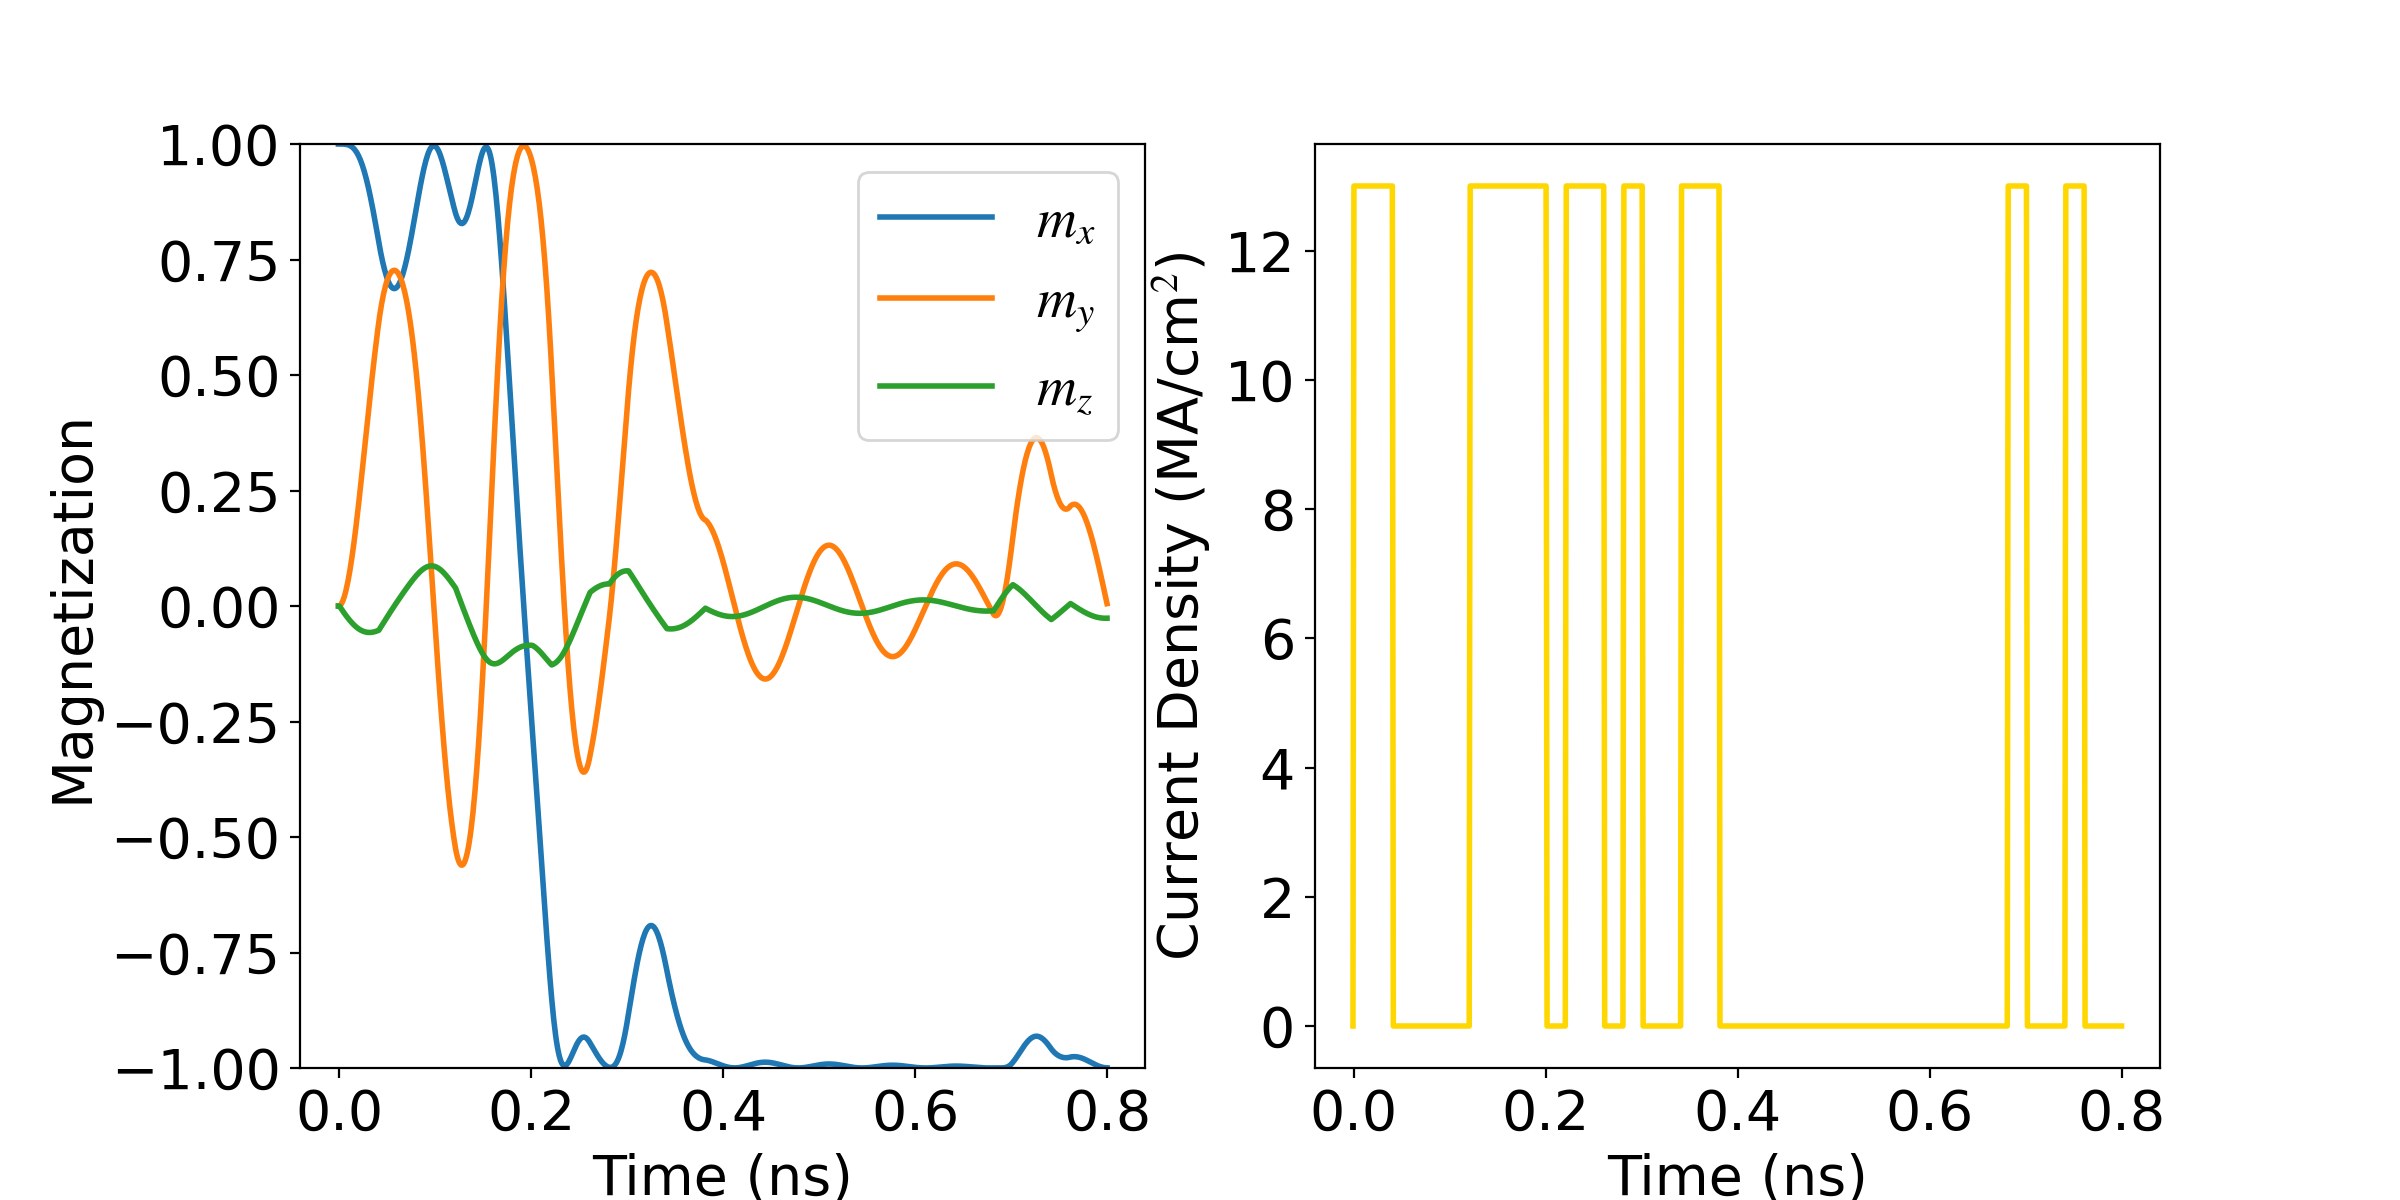 1.00
0.75
0.50
0.25
0.00
−0.25
−0.50
−0.75
−1.00
Magnetization
0.0 0.2 0.4 0.6 0.8
Time (ns)
m_x
m_y
m_z
12
10
8
6
4
2
0
Current Density (MA/cm²)
0.0 0.2 0.4 0.6 0.8
Time (ns)